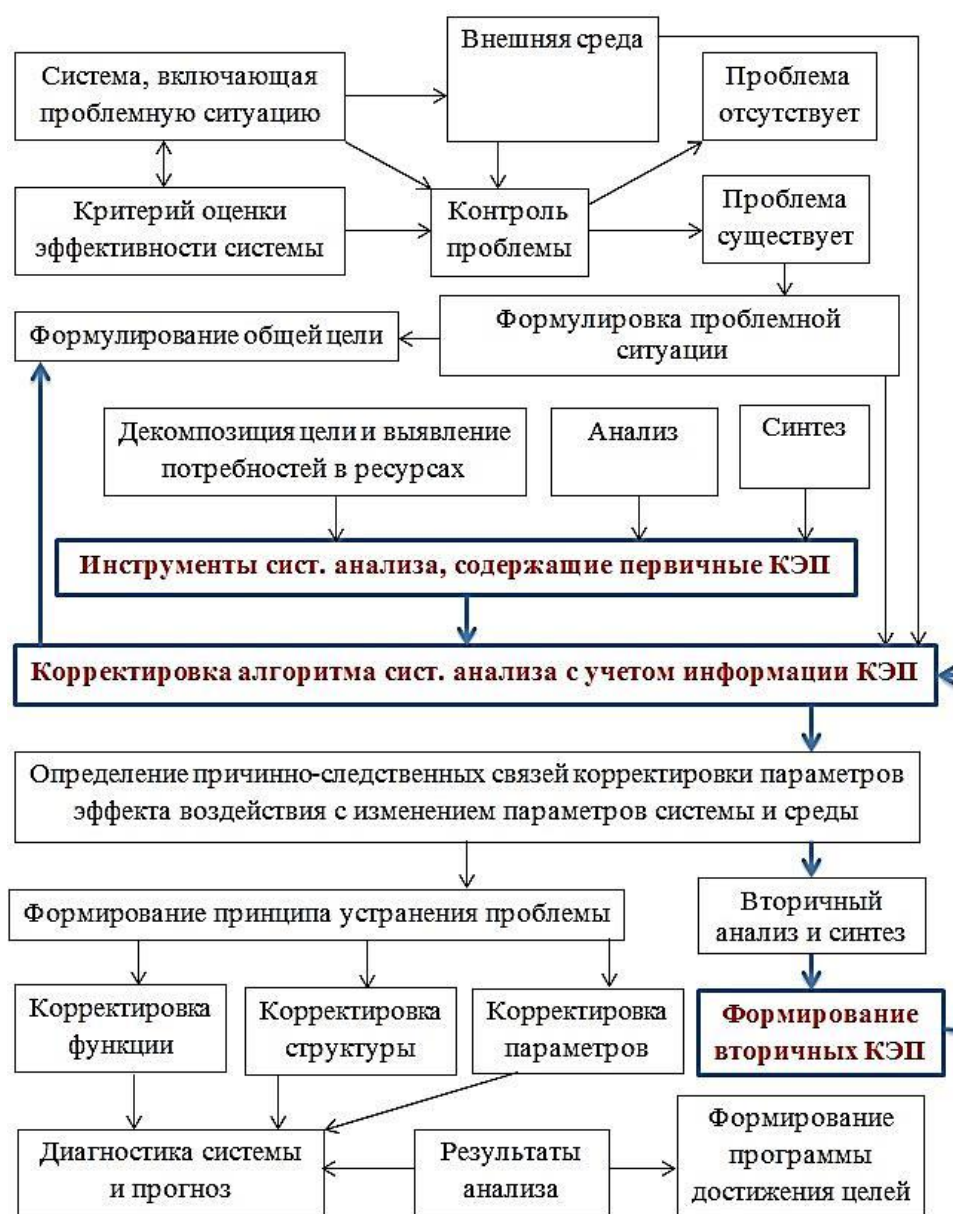 Внешняя среда
Система, включающая
проблемную ситуацию
Проблема
отсутствует
Критерий оценки
эффективности системы
Контроль
проблемы
Проблема
существует
Формулирование общей цели
Формулировка проблемной
ситуации
Декомпозиция цели и выявление
потребностей в ресурсах
Анализ
Синтез
Инструменты сист. анализа, содержащие первичные КЭП
Корректировка алгоритма сист. анализа с учетом информации КЭП
Определение причинно-следственных связей корректировки параметров
эффекта воздействия с изменением параметров системы и среды
Формирование принципа устранения проблемы
Вторичный
анализ и синтез
Корректировка
функции
Корректировка
структуры
Корректировка
параметров
Формирование
вторичных КЭП
Диагностика системы
и прогноз
Результаты
анализа
Формирование
программы
достижения целей